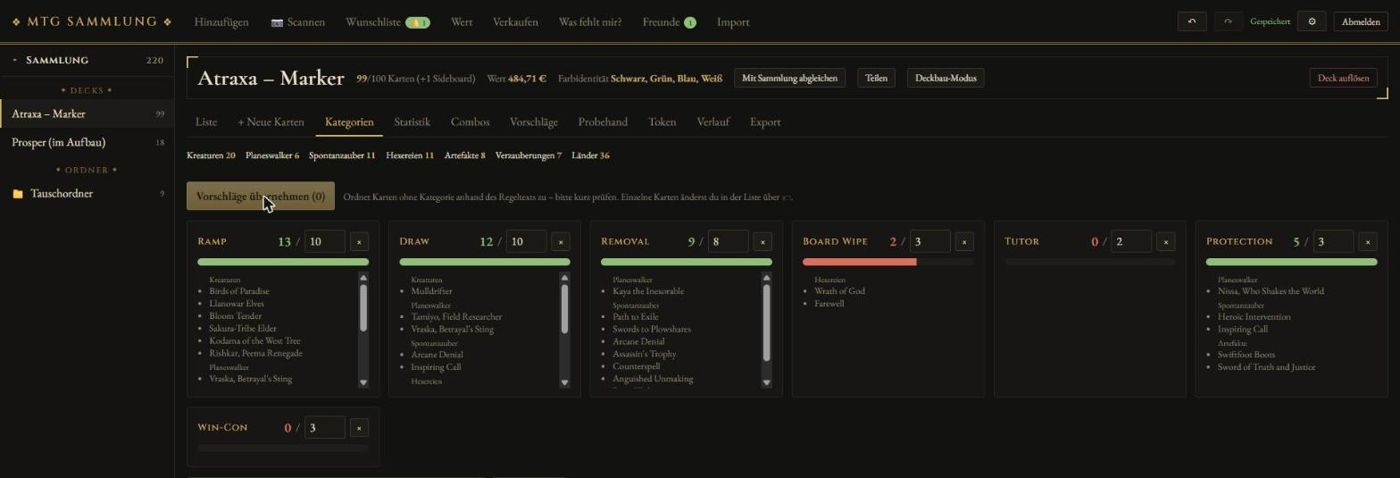 MTG SAMMLUNG Hinzufügen Scannen Wunschliste 1 Wert Verkaufen Was fehlt mir? Freunde 1 Import Gespeichert Abmelden
SAMMLUNG 220
DECKS
Atraxa – Marker 99
Prosper (im Aufbau) 18
ORDNER
Tauschordner 9
Atraxa – Marker 99/100 Karten (+1 Sideboard) Wert 484,71 € Farbidentität Schwarz, Grün, Blau, Weiß Mit Sammlung abgleichen Teilen Deckbau-Modus Deck auflösen
Liste + Neue Karten Kategorien Statistik Combos Vorschläge Probehand Token Verlauf Export
Kreaturen 20 Planeswalker 6 Spontanzauber 11 Hexereien 11 Artefakte 8 Verzauberungen 7 Länder 36
Vorschläge übernehmen (0) Ordnet Karten ohne Kategorie anhand des Regeltexts zu – bitte kurz prüfen. Einzelne Karten änderst du in der Liste über
RAMP 13 / 10 ×
Kreaturen
• Birds of Paradise
• Llanowar Elves
• Bloom Tender
• Sakura-Tribe Elder
• Kodama of the West Tree
• Rishkar, Peema Renegade
Planeswalker
• Vraska, Betrayal's Sting
DRAW 12 / 10 ×
Kreaturen
• Mulldrifter
Planeswalker
• Tamiyo, Field Researcher
• Vraska, Betrayal's Sting
Spontanzauber
• Arcane Denial
• Inspiring Call
Hexereien
REMOVAL 9 / 8 ×
Planeswalker
• Kaya the Inexorable
Spontanzauber
• Path to Exile
• Swords to Plowshares
• Arcane Denial
• Assassin's Trophy
• Counterspell
• Anguished Unmaking
BOARD WIPE 2 / 3 ×
Hexereien
• Wrath of God
• Farewell
TUTOR 0 / 2 ×
PROTECTION 5 / 3 ×
Planeswalker
• Nissa, Who Shakes the World
Spontanzauber
• Heroic Intervention
• Inspiring Call
Artefakte
• Swiftfoot Boots
• Sword of Truth and Justice
WIN-CON 0 / 3 ×